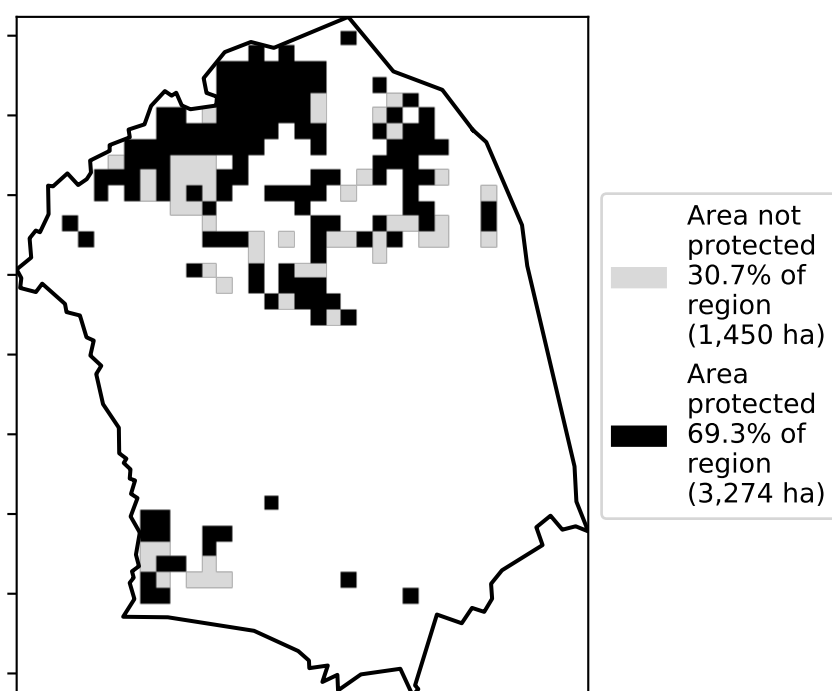 Area not
protected
30.7% of
region
(1,450 ha)
Area
protected
69.3% of
region
(3,274 ha)